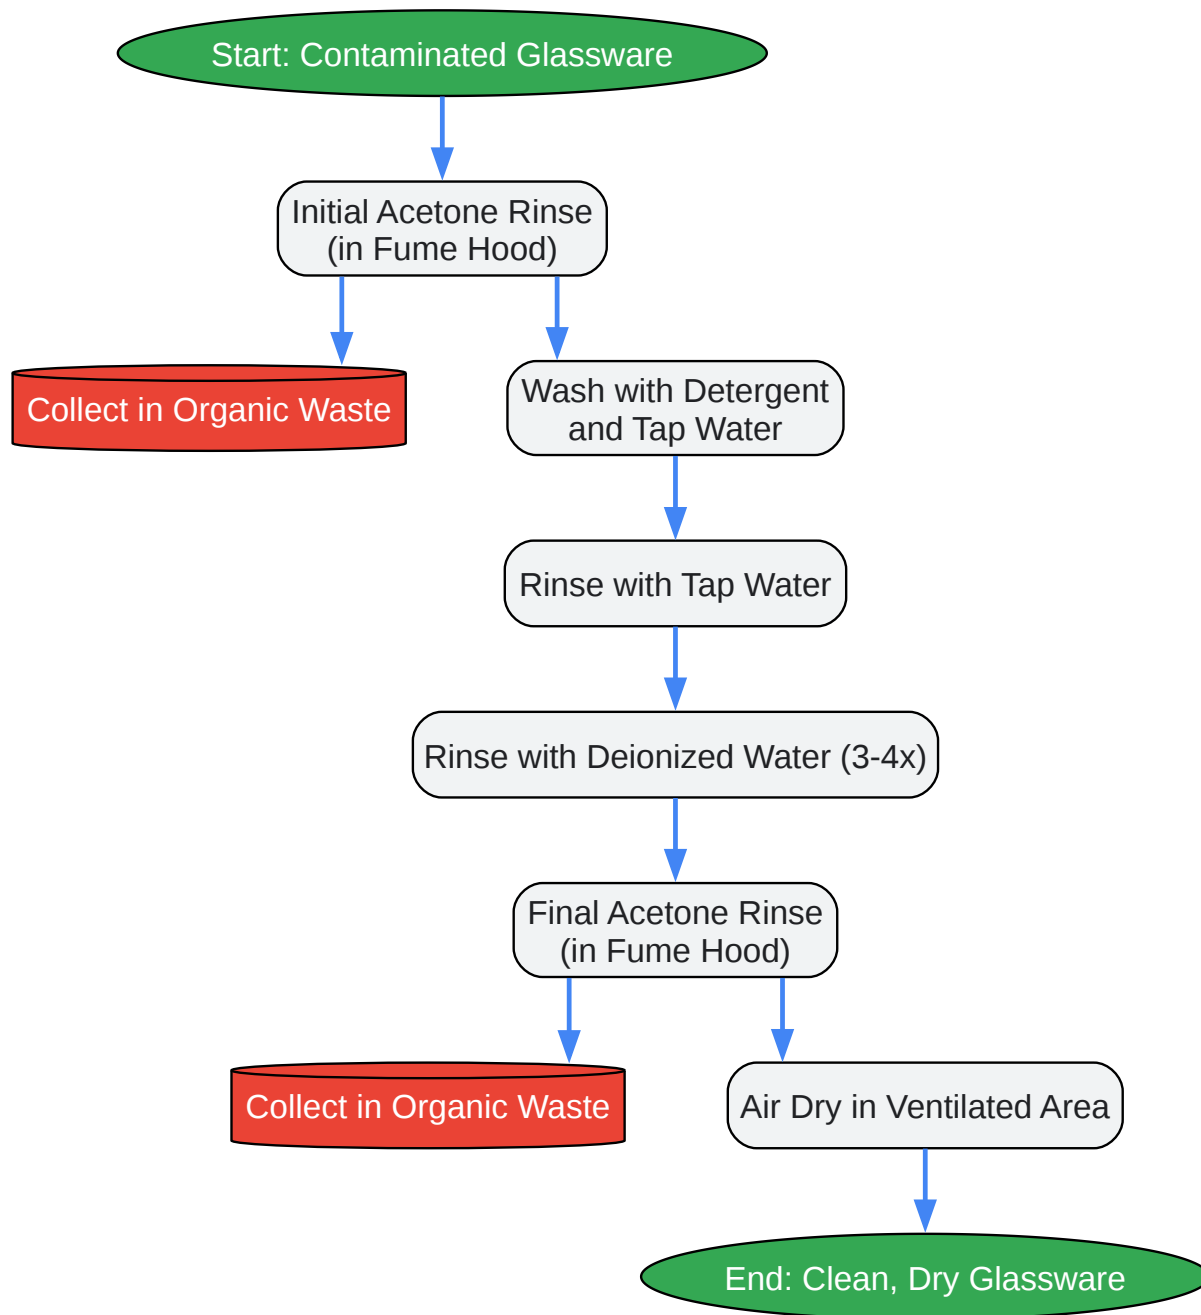 Start: Contaminated Glassware
Initial Acetone Rinse
(in Fume Hood)
Collect in Organic Waste
Wash with Detergent
and Tap Water
Rinse with Tap Water
Rinse with Deionized Water (3-4x)
Final Acetone Rinse
(in Fume Hood)
Collect in Organic Waste
Air Dry in Ventilated Area
End: Clean, Dry Glassware